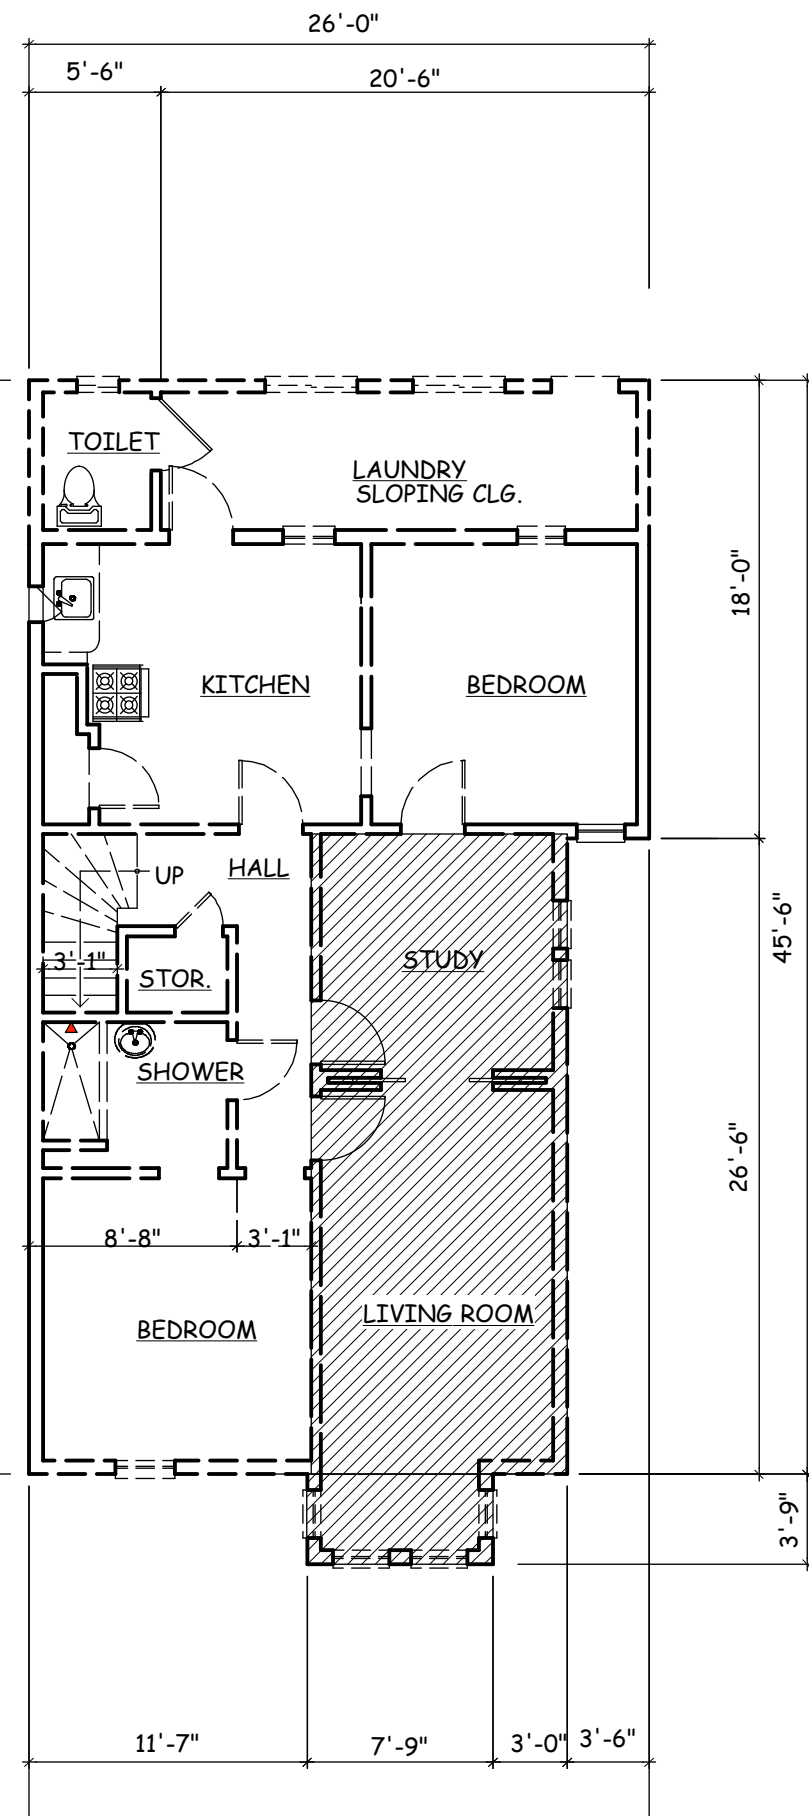 26'-0"
5'-6"
20'-6"
TOILET
LAUNDRY
SLOPING CLG.
18'-0"
KITCHEN
BEDROOM
HALL
UP
45'-6"
STUDY
3'-1"
STOR.
SHOWER
26'-6"
8'-8"
3'-1"
LIVING ROOM
BEDROOM
3'-9"
11'-7"
7'-9"
3'-0"
3'-6"